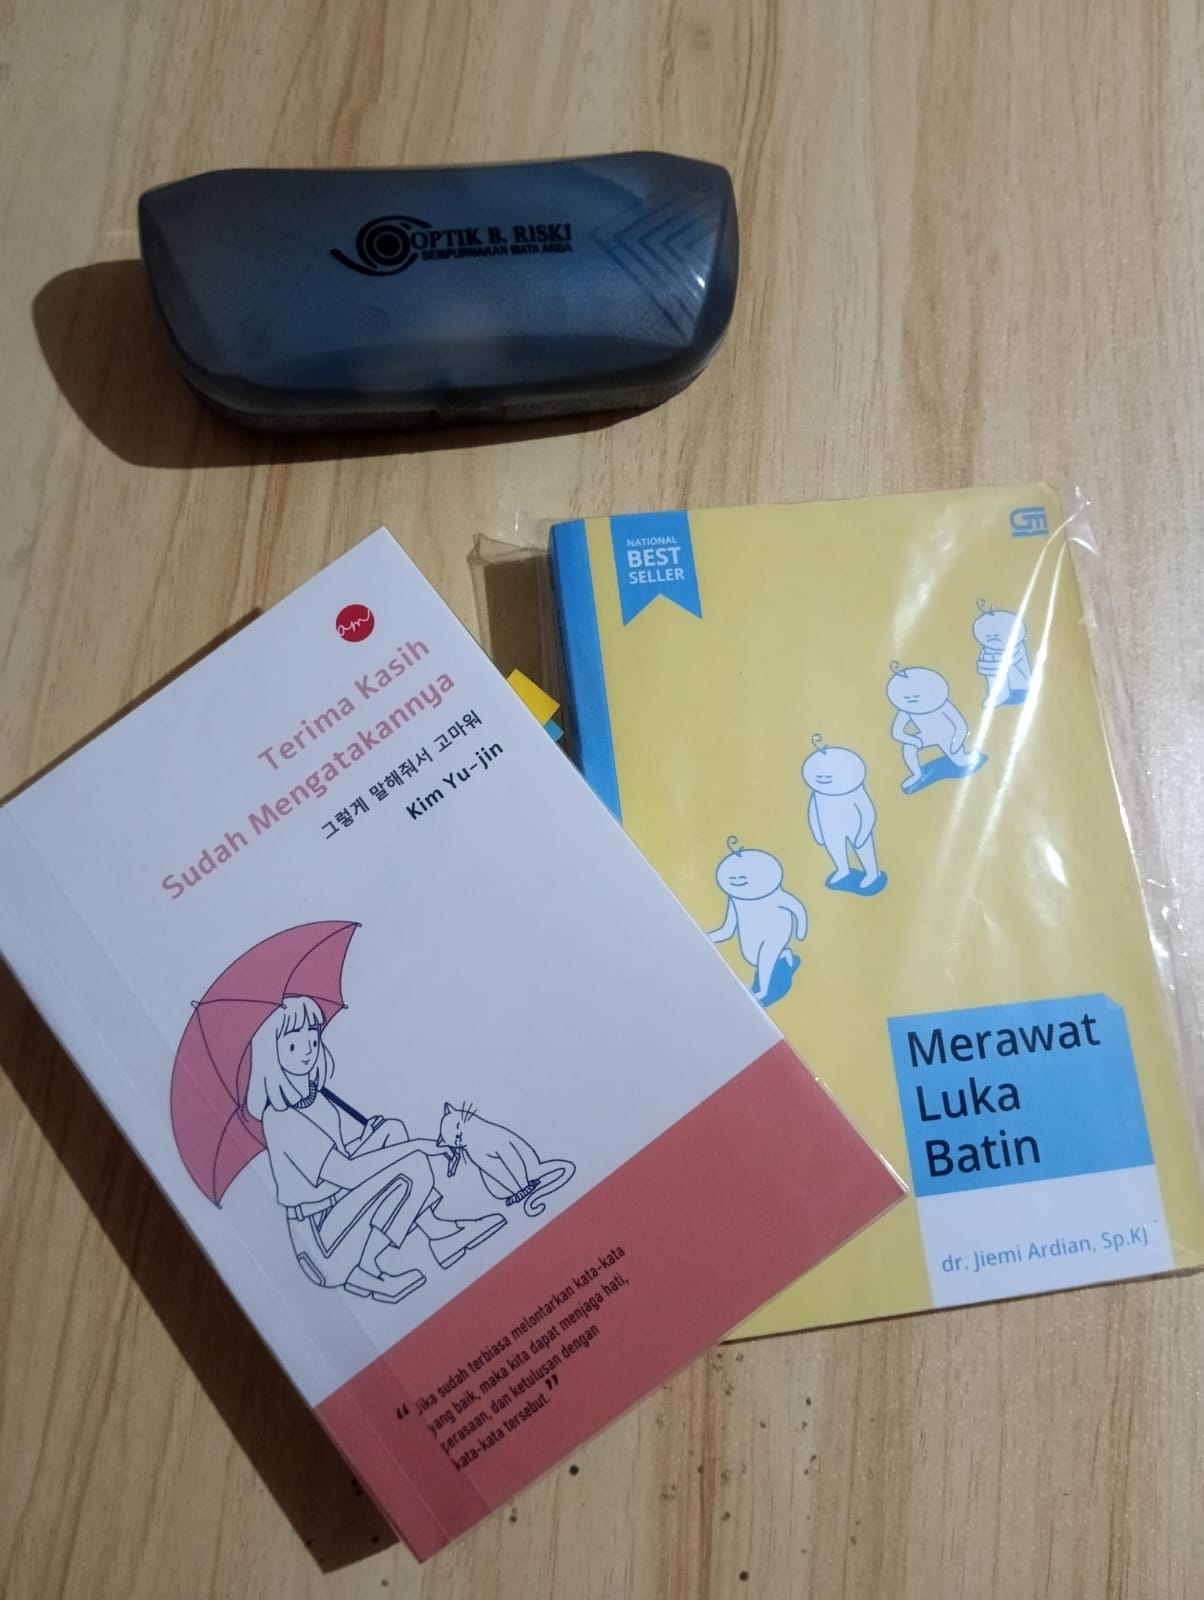 OPTIK B. RISKI
SEMPURNAKAN MATA ANDA
am
Terima Kasih
Sudah Mengatakannya
그렇게 말해줘서 고마워
Kim Yu-jin
“Jika sudah terbiasa melontarkan kata-kata
yang baik, maka kita dapat menjaga hati,
perasaan, dan ketulusan dengan
kata-kata tersebut.”
NATIONAL
BEST
SELLER
GM
Merawat
Luka
Batin
dr. Jiemi Ardian, Sp.KJ